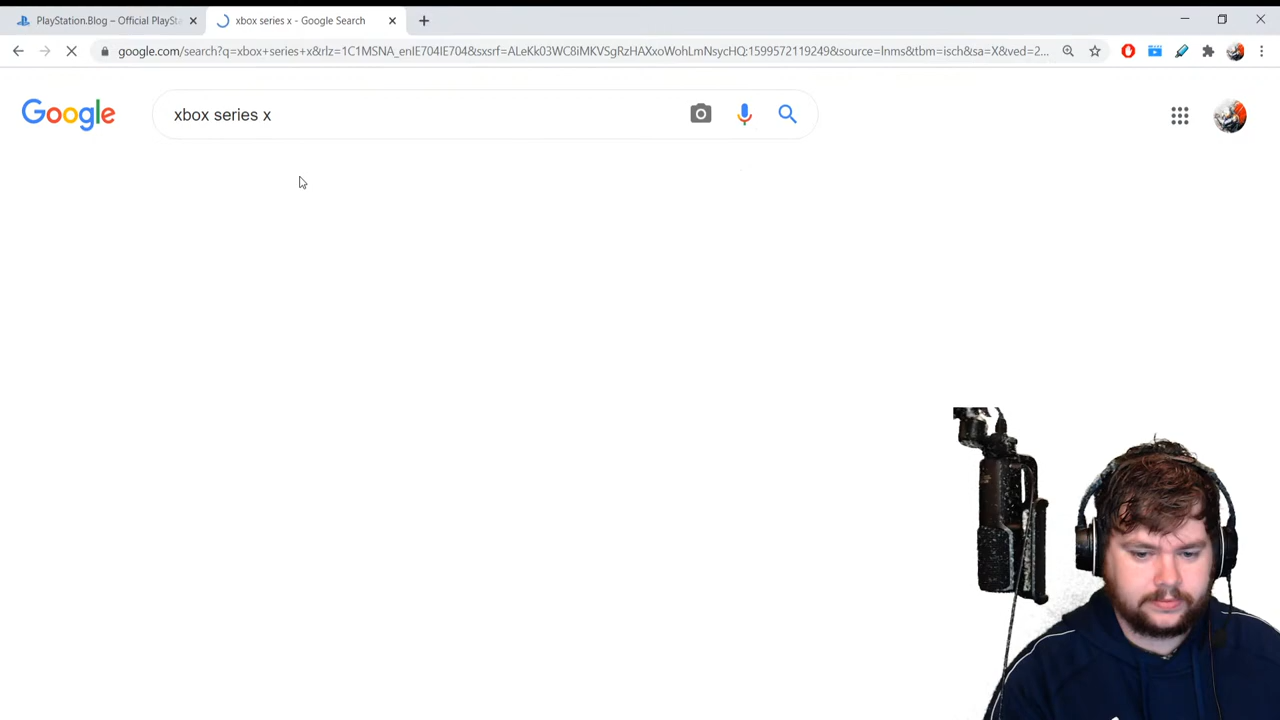 PlayStation.Blog – Official PlaySta
xbox series x - Google Search
google.com/search?q=xbox+series+x&rlz=1C1MSNA_enIE704IE704&sxsrf=ALeKk03WC8iMKVSgRzHAXxoWohLmNsycHQ:1599572119249&source=lnms&tbm=isch&sa=X&ved=2...
Google
xbox series x